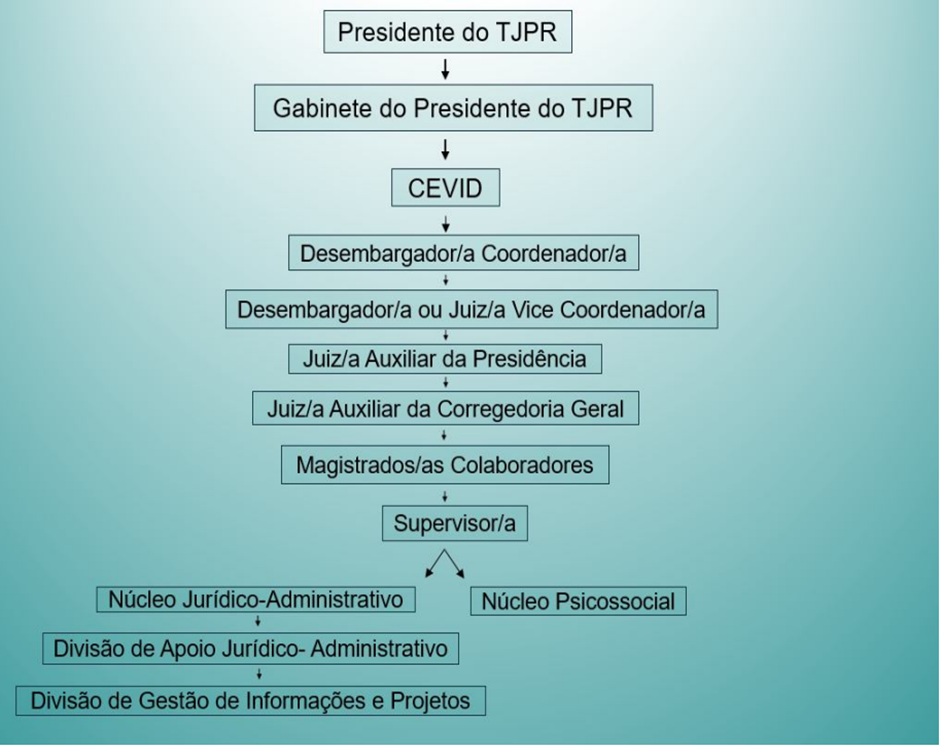 Presidente do TJPR
Gabinete do Presidente do TJPR
CEVID
Desembargador/a Coordenador/a
Desembargador/a ou Juiz/a Vice Coordenador/a
Juiz/a Auxiliar da Presidência
Juiz/a Auxiliar da Corregedoria Geral
Magistrados/as Colaboradores
Supervisor/a
Núcleo Jurídico-Administrativo
Núcleo Psicossocial
Divisão de Apoio Jurídico- Administrativo
Divisão de Gestão de Informações e Projetos